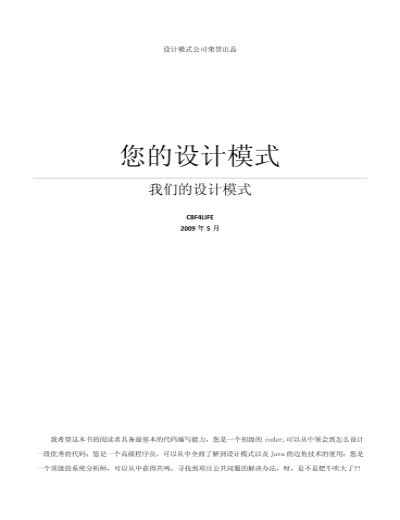 设计模式公司荣誉出品
您的设计模式
我们的设计模式
CBF4LIFE
2009 年 5 月
我希望这本书的阅读者具备最基本的代码编写能力，您是一个初级的 coder,可以从中领会到怎么设计
一段优秀的代码；您是一个高级程序员，可以从中全面了解到设计模式以及 java 的边角技术的使用；您是
一个顶级的系统分析师，可以从中获得共鸣，寻找到项目公共问题的解决办法，呀，是不是把牛吹大了?!